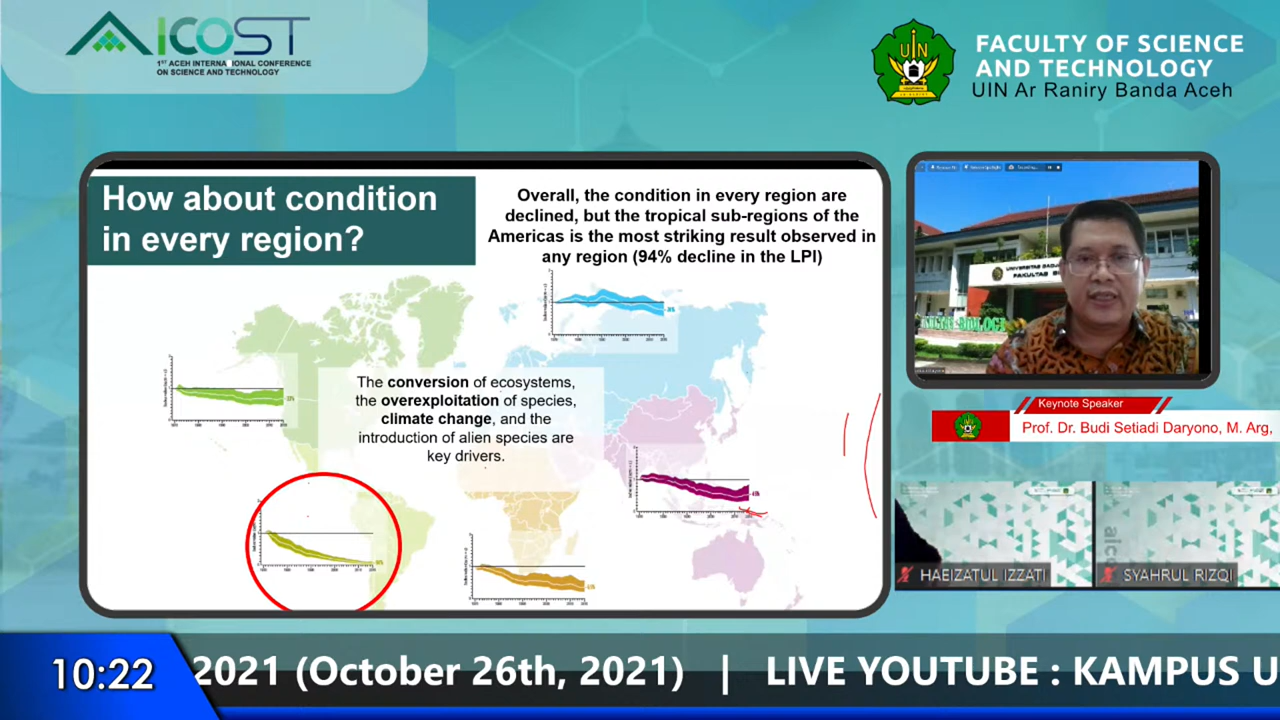 AICOST
1ST ACEH INTERNATIONAL CONFERENCE
ON SCIENCE AND TECHNOLOGY
UIN
FACULTY OF SCIENCE
AND TECHNOLOGY
UIN Ar Raniry Banda Aceh
How about condition
in every region?
Overall, the condition in every region are
declined, but the tropical sub-regions of the
Americas is the most striking result observed in
any region (94% decline in the LPI)
The conversion of ecosystems,
the overexploitation of species,
climate change, and the
introduction of alien species are
key drivers.
FAKULTAS
Keynote Speaker
Prof. Dr. Budi Setiadi Daryono, M. Arg,
HAEIZATUL IZZATI
SYAHRUL RIZQI
10:22
2021 (October 26th, 2021) | LIVE YOUTUBE : KAMPUS U